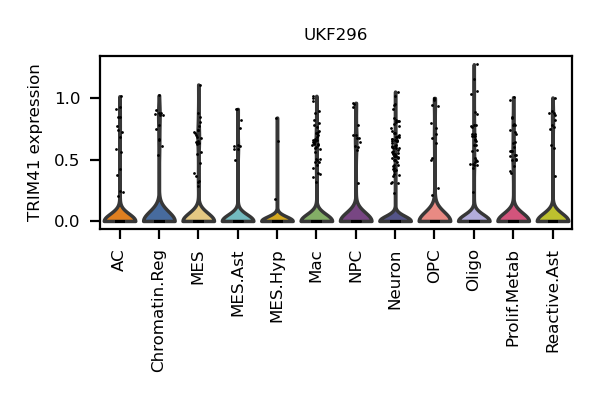 UKF296
TRIM41 expression
1.0
0.5
0.0
AC
Chromatin.Reg
MES
MES.Ast
MES.Hyp
Mac
NPC
Neuron
OPC
Oligo
Prolif.Metab
Reactive.Ast